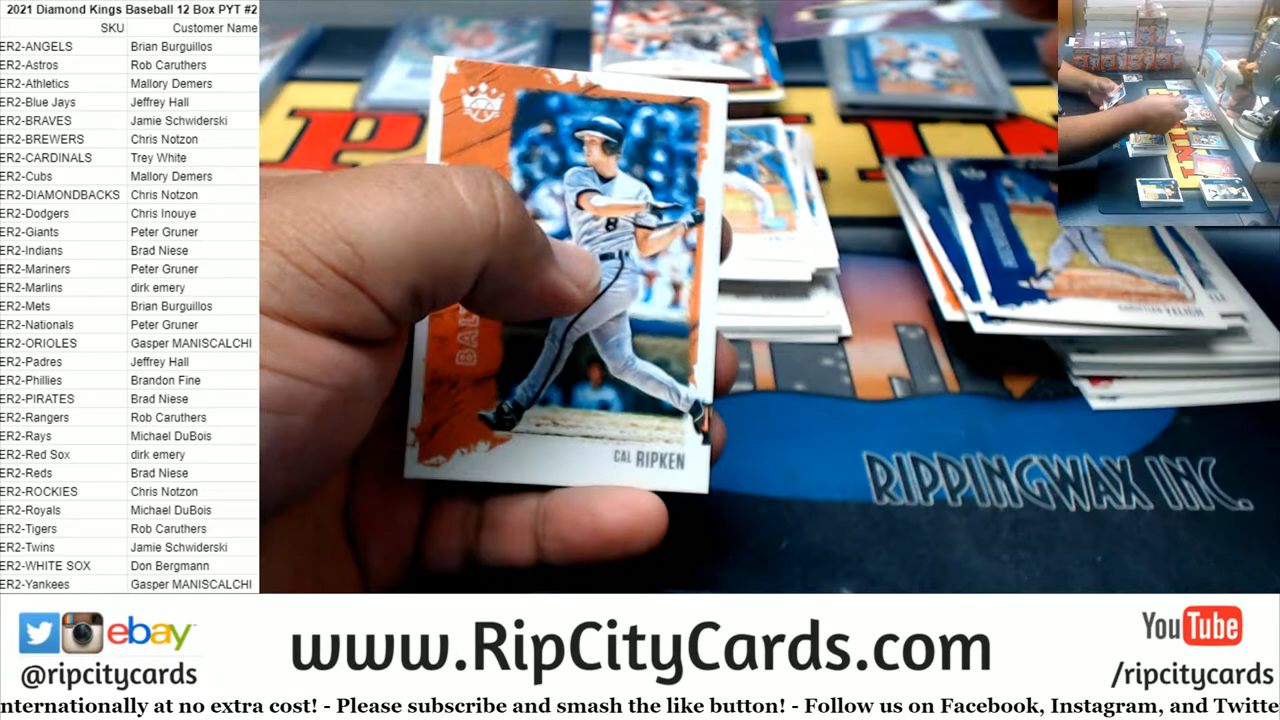 2021 Diamond Kings Baseball 12 Box PYT #2
SKU Customer Name
ER2-ANGELS Brian Burguillos
ER2-Astros Rob Caruthers
ER2-Athletics Mallory Demers
ER2-Blue Jays Jeffrey Hall
ER2-BRAVES Jamie Schwiderski
ER2-BREWERS Chris Notzon
ER2-CARDINALS Trey White
ER2-Cubs Mallory Demers
ER2-DIAMONDBACKS Chris Notzon
ER2-Dodgers Chris Inouye
ER2-Giants Peter Gruner
ER2-Indians Brad Niese
ER2-Mariners Peter Gruner
ER2-Marlins dirk emery
ER2-Mets Brian Burguillos
ER2-Nationals Peter Gruner
ER2-ORIOLES Gasper MANISCALCHI
ER2-Padres Jeffrey Hall
ER2-Phillies Brandon Fine
ER2-PIRATES Brad Niese
ER2-Rangers Rob Caruthers
ER2-Rays Michael DuBois
ER2-Red Sox dirk emery
ER2-Reds Brad Niese
ER2-ROCKIES Chris Notzon
ER2-Royals Michael DuBois
ER2-Tigers Rob Caruthers
ER2-Twins Jamie Schwiderski
ER2-WHITE SOX Don Bergmann
ER2-Yankees Gasper MANISCALCHI
BAL
8
CAL RIPKEN
RIPPINGWAX INC.
ebay
@ripcitycards
www.RipCityCards.com
YouTube
/ripcitycards
nternationally at no extra cost! - Please subscribe and smash the like button! - Follow us on Facebook, Instagram, and Twitte